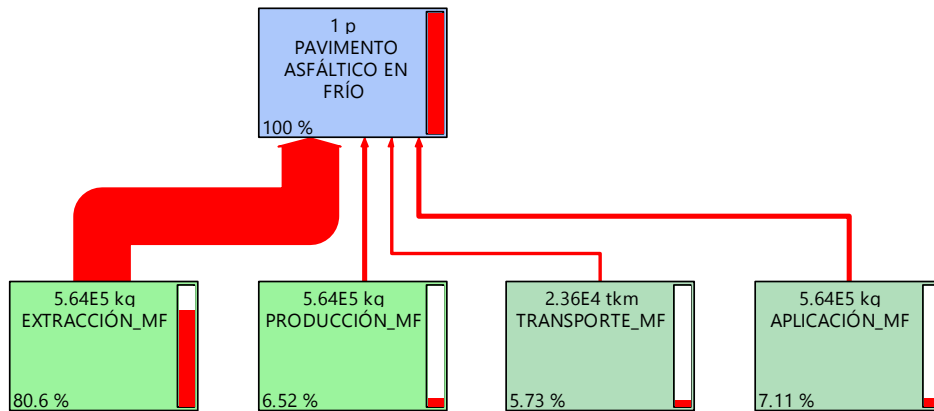 1 p
PAVIMENTO
ASFÁLTICO EN
FRÍO
100 %
5.64E5 kg
EXTRACCIÓN_MF
80.6 %
5.64E5 kg
PRODUCCIÓN_MF
6.52 %
2.36E4 tkm
TRANSPORTE_MF
5.73 %
5.64E5 kg
APLICACIÓN_MF
7.11 %